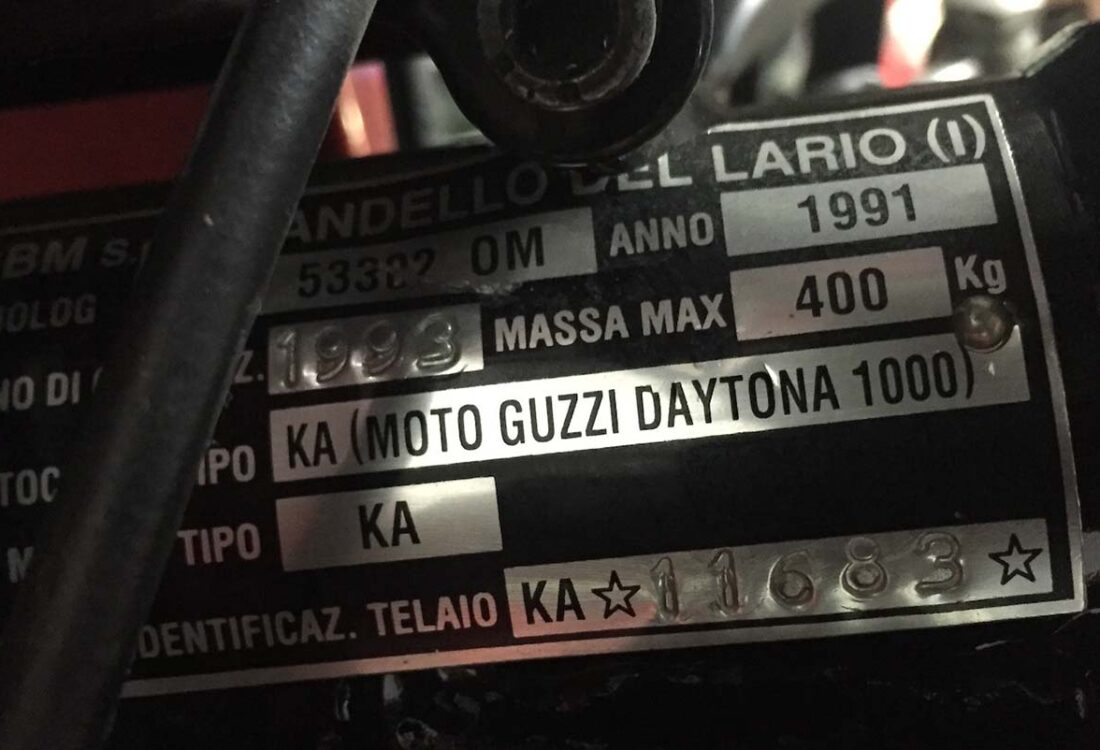 ANDELLO DEL LARIO (I)
BM S.
OM ANNO 1991
1993 MASSA MAX 400 Kg
TIPO KA (MOTO GUZZI DAYTONA 1000)
TIPO KA
IDENTIFICAZ. TELAIO KA☆11683☆